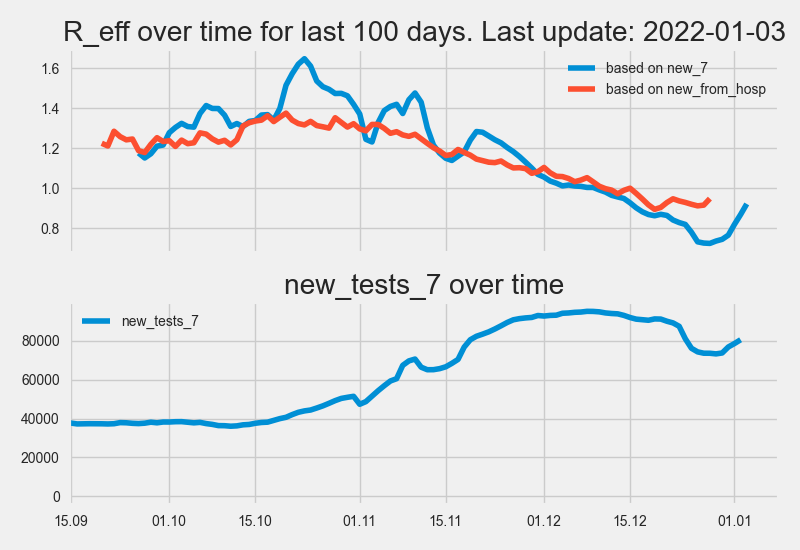 R_eff over time for last 100 days. Last update: 2022-01-03
1.6
1.4
1.2
1.0
0.8
based on new_7
based on new_from_hosp
new_tests_7 over time
new_tests_7
80000
60000
40000
20000
0
15.09 01.10 15.10 01.11 15.11 01.12 15.12 01.01